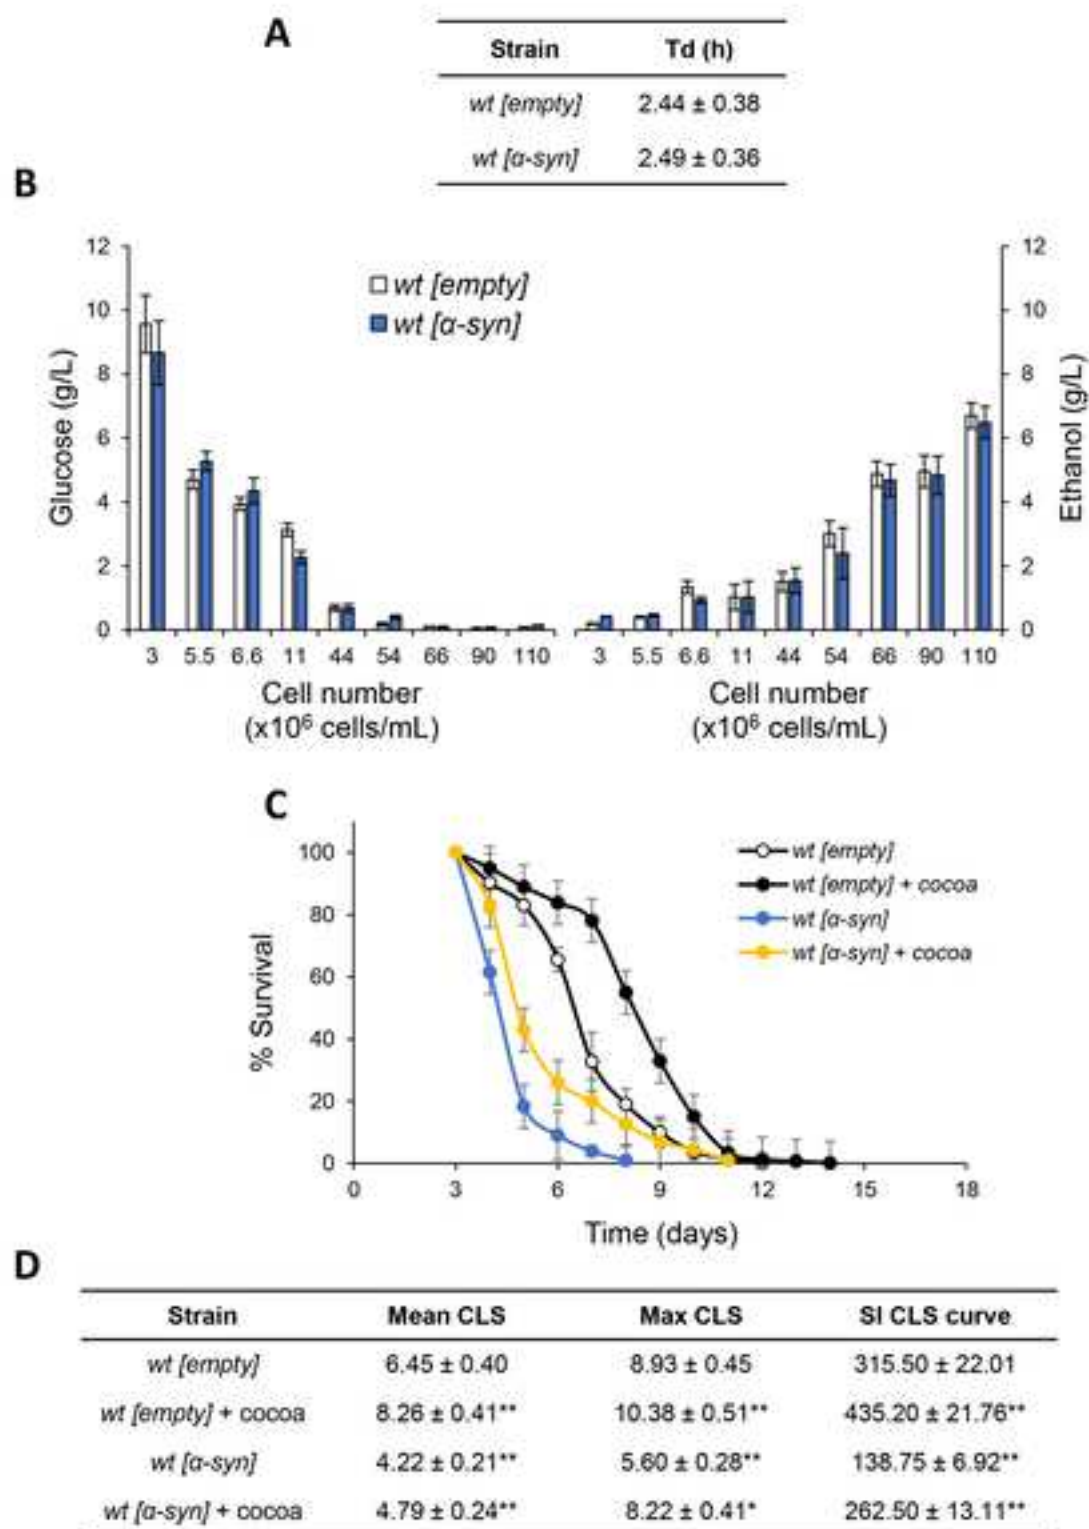 A
Strain Td (h)
wt [empty] 2.44 ± 0.38
wt [α-syn] 2.49 ± 0.36
B
wt [empty]
wt [α-syn]
Glucose (g/L)
12
10
8
6
4
2
0
3 5.5 6.6 11 44 54 66 90 110
Cell number
(x10⁶ cells/mL)
3 5.5 6.6 11 44 54 66 90 110
Cell number
(x10⁶ cells/mL)
12
10
8
6
4
2
0
Ethanol (g/L)
C
wt [empty]
wt [empty] + cocoa
wt [α-syn]
wt [α-syn] + cocoa
% Survival
100
80
60
40
20
0
0 3 6 9 12 15 18
Time (days)
D
Strain Mean CLS Max CLS SI CLS curve
wt [empty] 6.45 ± 0.40 8.93 ± 0.45 315.50 ± 22.01
wt [empty] + cocoa 8.26 ± 0.41** 10.38 ± 0.51** 435.20 ± 21.76**
wt [α-syn] 4.22 ± 0.21** 5.60 ± 0.28** 138.75 ± 6.92**
wt [α-syn] + cocoa 4.79 ± 0.24** 8.22 ± 0.41* 262.50 ± 13.11**